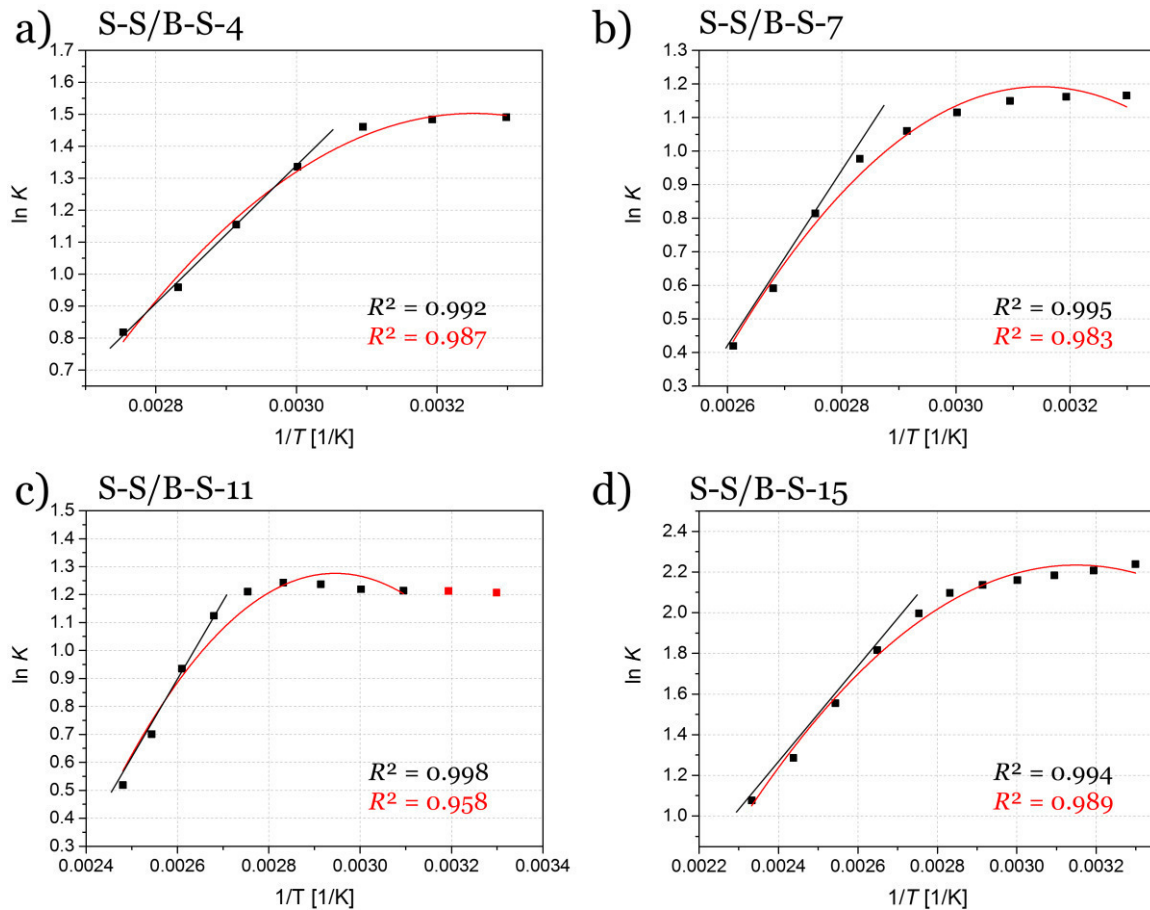 a) S-S/B-S-4
1.7
1.6
1.5
1.4
1.3
1.2
1.1
1.0
0.9
0.8
0.7
ln K
R² = 0.992
R² = 0.987
0.0028 0.0030 0.0032
1/T [1/K]
b) S-S/B-S-7
1.3
1.2
1.1
1.0
0.9
0.8
0.7
0.6
0.5
0.4
0.3
ln K
R² = 0.995
R² = 0.983
0.0026 0.0028 0.0030 0.0032
1/T [1/K]
c) S-S/B-S-11
1.5
1.4
1.3
1.2
1.1
1.0
0.9
0.8
0.7
0.6
0.5
0.4
0.3
ln K
R² = 0.998
R² = 0.958
0.0024 0.0026 0.0028 0.0030 0.0032 0.0034
1/T [1/K]
d) S-S/B-S-15
2.4
2.2
2.0
1.8
1.6
1.4
1.2
1.0
ln K
R² = 0.994
R² = 0.989
0.0022 0.0024 0.0026 0.0028 0.0030 0.0032
1/T [1/K]